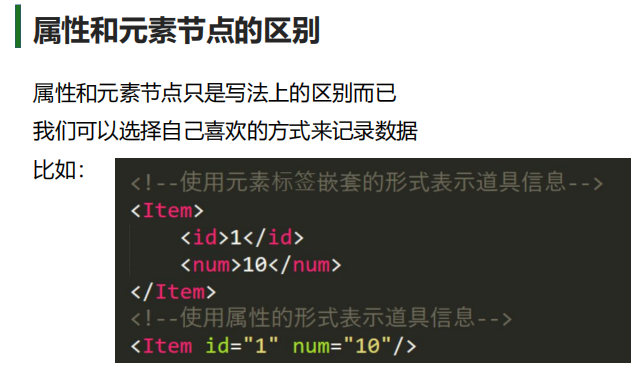 属性和元素节点的区别
属性和元素节点只是写法上的区别而已
我们可以选择自己喜欢的方式来记录数据
比如：
<!--使用元素标签嵌套的形式表示道具信息-->
<Item>
    <id>1</id>
    <num>10</num>
</Item>
<!--使用属性的形式表示道具信息-->
<Item id="1" num="10"/>